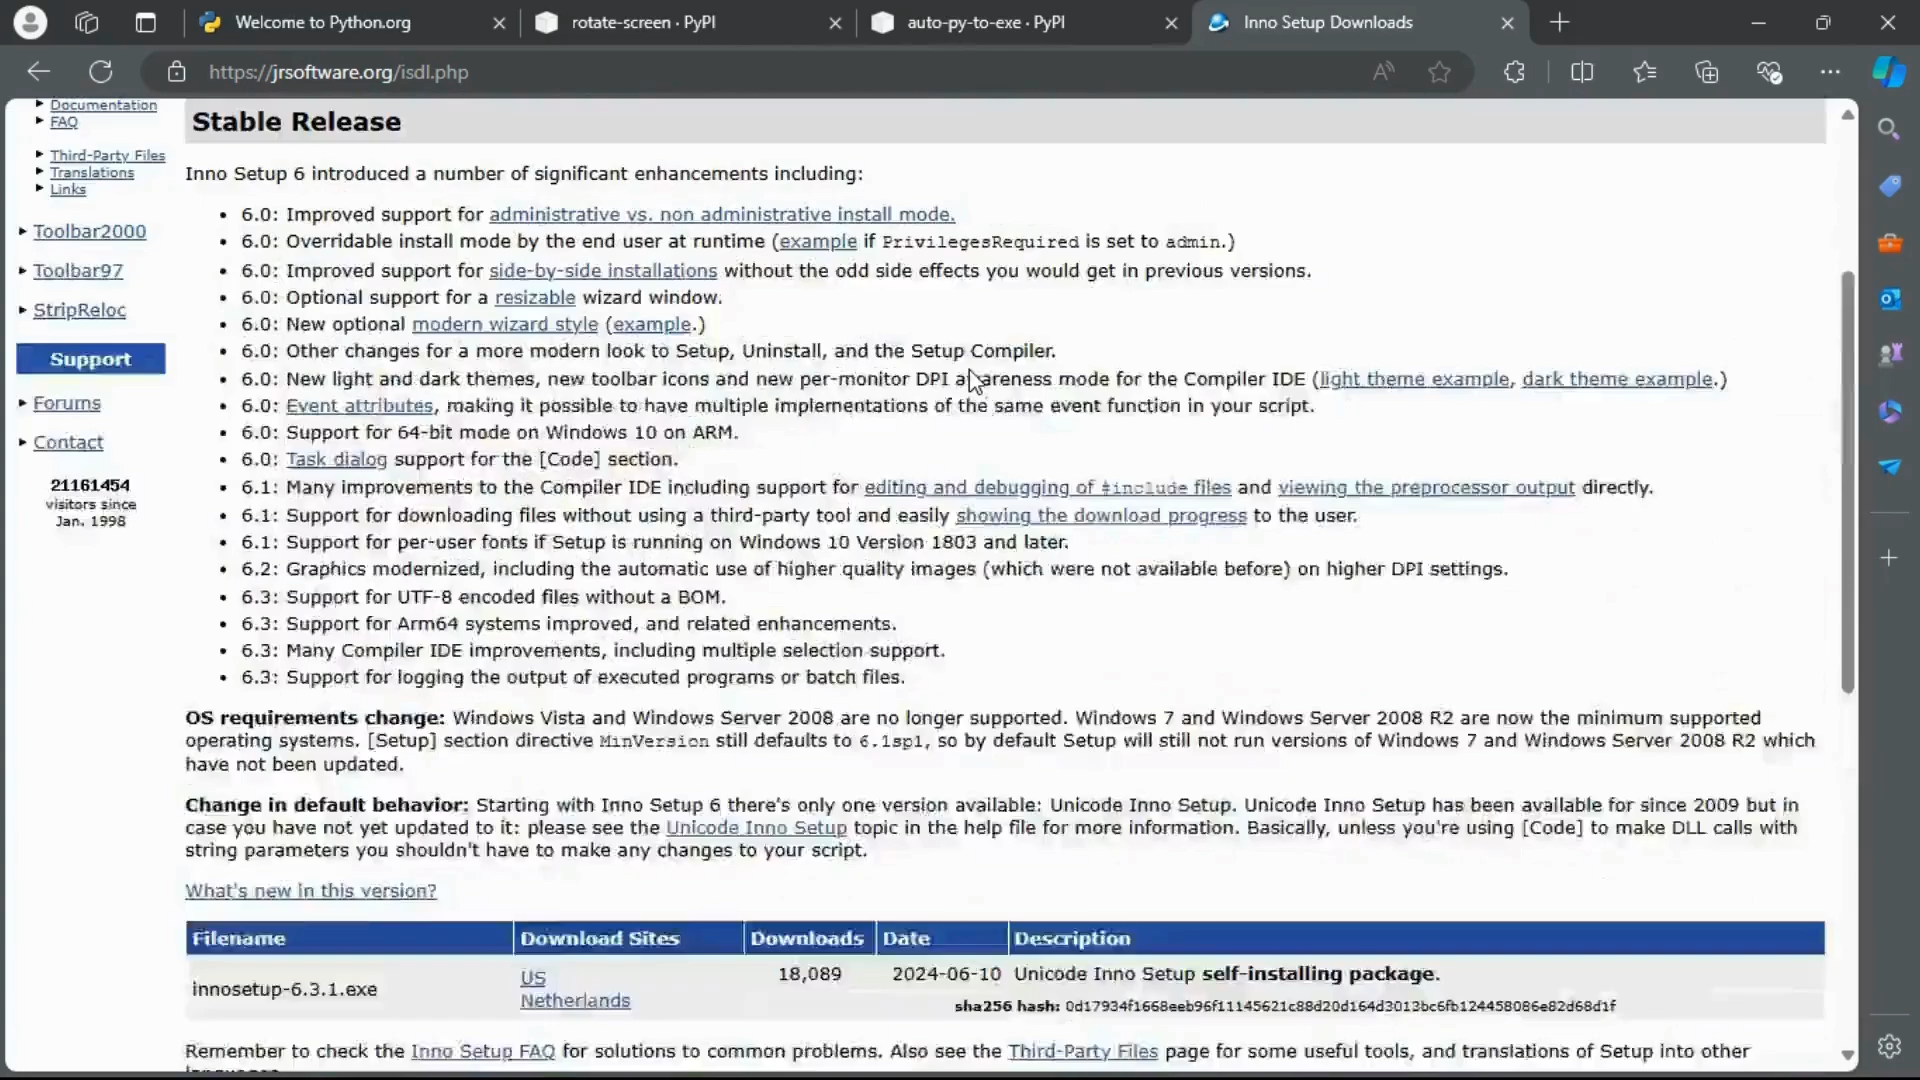 Welcome to Python.org
rotate-screen · PyPI
auto-py-to-exe · PyPI
Inno Setup Downloads
https://jrsoftware.org/isdl.php
Documentation
FAQ
Third-Party Files
Translations
Links
Toolbar2000
Toolbar97
StripReloc
Support
Forums
Contact
21161454
visitors since
Jan. 1998
Stable Release
Inno Setup 6 introduced a number of significant enhancements including:
• 6.0: Improved support for administrative vs. non administrative install mode.
• 6.0: Overridable install mode by the end user at runtime (example if PrivilegesRequired is set to admin.)
• 6.0: Improved support for side-by-side installations without the odd side effects you would get in previous versions.
• 6.0: Optional support for a resizable wizard window.
• 6.0: New optional modern wizard style (example.)
• 6.0: Other changes for a more modern look to Setup, Uninstall, and the Setup Compiler.
• 6.0: New light and dark themes, new toolbar icons and new per-monitor DPI awareness mode for the Compiler IDE (light theme example, dark theme example.)
• 6.0: Event attributes, making it possible to have multiple implementations of the same event function in your script.
• 6.0: Support for 64-bit mode on Windows 10 on ARM.
• 6.0: Task dialog support for the [Code] section.
• 6.1: Many improvements to the Compiler IDE including support for editing and debugging of #include files and viewing the preprocessor output directly.
• 6.1: Support for downloading files without using a third-party tool and easily showing the download progress to the user.
• 6.1: Support for per-user fonts if Setup is running on Windows 10 Version 1803 and later.
• 6.2: Graphics modernized, including the automatic use of higher quality images (which were not available before) on higher DPI settings.
• 6.3: Support for UTF-8 encoded files without a BOM.
• 6.3: Support for Arm64 systems improved, and related enhancements.
• 6.3: Many Compiler IDE improvements, including multiple selection support.
• 6.3: Support for logging the output of executed programs or batch files.
OS requirements change: Windows Vista and Windows Server 2008 are no longer supported. Windows 7 and Windows Server 2008 R2 are now the minimum supported
operating systems. [Setup] section directive MinVersion still defaults to 6.1sp1, so by default Setup will still not run versions of Windows 7 and Windows Server 2008 R2 which
have not been updated.
Change in default behavior: Starting with Inno Setup 6 there's only one version available: Unicode Inno Setup. Unicode Inno Setup has been available for since 2009 but in
case you have not yet updated to it: please see the Unicode Inno Setup topic in the help file for more information. Basically, unless you're using [Code] to make DLL calls with
string parameters you shouldn't have to make any changes to your script.
What's new in this version?
Filename Download Sites Downloads Date Description
innosetup-6.3.1.exe US Netherlands 18,089 2024-06-10 Unicode Inno Setup self-installing package.
sha256 hash:
Remember to check the Inno Setup FAQ for solutions to common problems. Also see the Third-Party Files page for some useful tools, and translations of Setup into other